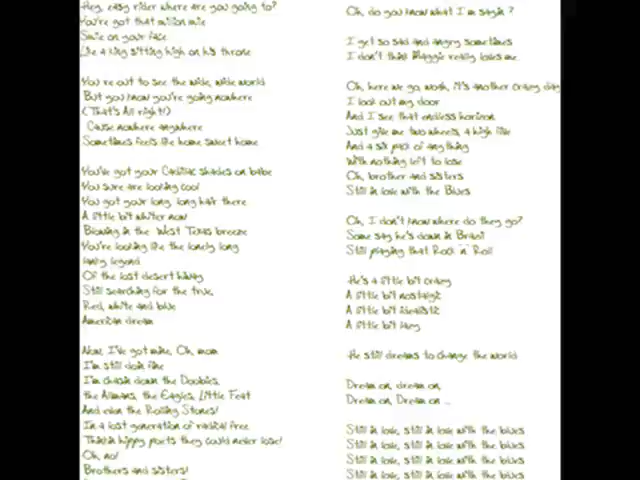 Hey, easy rider where are you going to?
You're got that million mile
Smile on your face
Like a king sitting high on his throne
You're out to see the wide, wide world
But you know you're going nowhere
(That's All right!)
Cause nowhere anywhere
Sometimes feels like home sweet home
You've got your Cadillac shades on babe
You sure are looking cool
You got your long, long hair there
A little bit whiter now
Blowing in the West Texas breeze
You're looking like the lonely long
lanky legend
Of the lost desert
Still searching for the true,
Red, white and blue
American dream
Now, I've got mine, Oh, mom
I'm still doin fine
I'm chasin down the Doobies,
the Allmans, the Eagles, Little Feat
And even the Rolling Stones!
In a lost generation of radical free
Thinkin hippy poets they could never lose!
Oh, no!
Brothers and sisters!
Oh, do you know what I'm sayin ?
I get so sad and angry sometimes
I don't think Maggie really loves me
Oh, here we go, woah, it's another crazy day
I look out my door
And I see that endless horizon
Just give me two wheels, a high life
And a six pack of anything
With nothing left to lose
Oh, brother and sisters
Still in love with the Blues
Oh, I don't know where do they go?
Some say he's down in Brazil
Still playing that Rock ´n´ Roll
He's a little bit crazy
A little bit nostalgic
A little bit idealistic
A little bit lazy
He still dreams to change the world
Dream on, dream on,
Dream on, Dream on ...
Still in love, still in love with the blues
Still in love, still in love with the blues
Still in love, still in love with the blues
Still in love, still in love with the blues